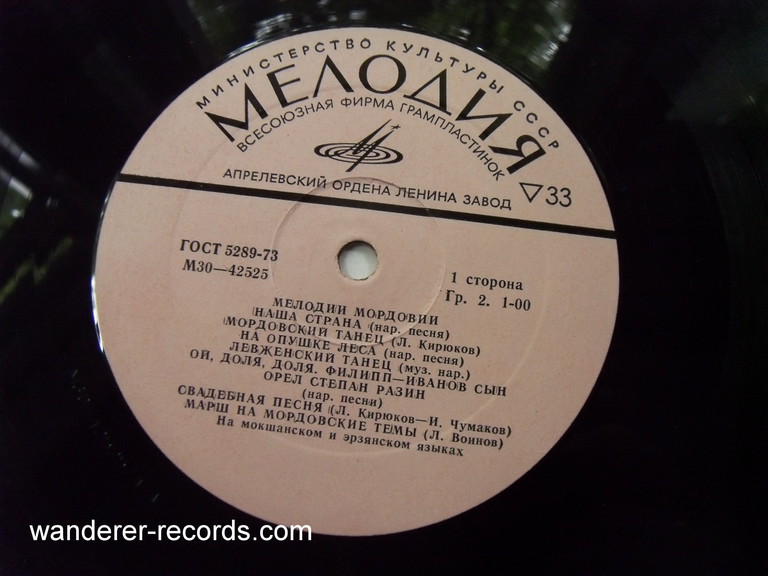 МИНИСТЕРСТВО КУЛЬТУРЫ СССР
МЕЛОДИЯ
ВСЕСОЮЗНАЯ ФИРМА ГРАМПЛАСТИНОК
АПРЕЛЕВСКИЙ ОРДЕНА ЛЕНИНА ЗАВОД
33
ГОСТ 5289-73
М30—42525
1 сторона
Гр. 2. 1-00
МЕЛОДИИ МОРДОВИИ
НАША СТРАНА (нар. песня)
МОРДОВСКИЙ ТАНЕЦ (Л. Кирюков)
НА ОПУШКЕ ЛЕСА (нар. песня)
ЛЕВЖЕНСКИЙ ТАНЕЦ (муз. нар.)
ОЙ, ДОЛЯ, ДОЛЯ. ФИЛИПП—ИВАНОВ СЫН
ОРЕЛ СТЕПАН РАЗИН
(нар. песни)
СВАДЕБНАЯ ПЕСНЯ (Л. Кирюков—И. Чумаков)
МАРШ НА МОРДОВСКИЕ ТЕМЫ (Л. Воинов)
На мокшанском и эрзянском языках
wanderer-records.com